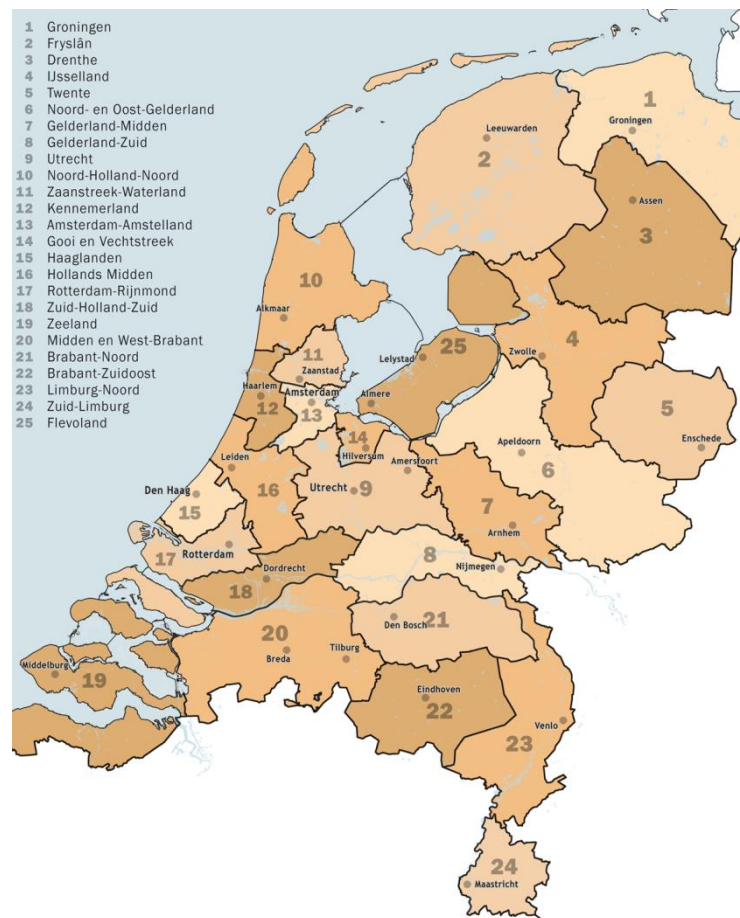 1 Groningen
2 Fryslân
3 Drenthe
4 IJsselland
5 Twente
6 Noord- en Oost-Gelderland
7 Gelderland-Midden
8 Gelderland-Zuid
9 Utrecht
10 Noord-Holland-Noord
11 Zaanstreek-Waterland
12 Kennemerland
13 Amsterdam-Amstelland
14 Gooi en Vechtstreek
15 Haaglanden
16 Hollands Midden
17 Rotterdam-Rijnmond
18 Zuid-Holland-Zuid
19 Zeeland
20 Midden en West-Brabant
21 Brabant-Noord
22 Brabant-Zuidoost
23 Limburg-Noord
24 Zuid-Limburg
25 Flevoland
1
Groningen
Leeuwarden
2
Assen
3
10
Alkmaar
4
25
Lelystad
Zwolle
11
Zaanstad
Haarlem
12
Amsterdam
13
Almere
5
Enschede
14
Hilversum
Apeldoorn
6
Leiden
16
Amersfoort
Utrecht
9
Den Haag
15
7
Arnhem
17
Rotterdam
8
Nijmegen
Dordrecht
18
21
Den Bosch
20
Breda
Tilburg
Middelburg
19
Eindhoven
22
Venlo
23
24
Maastricht